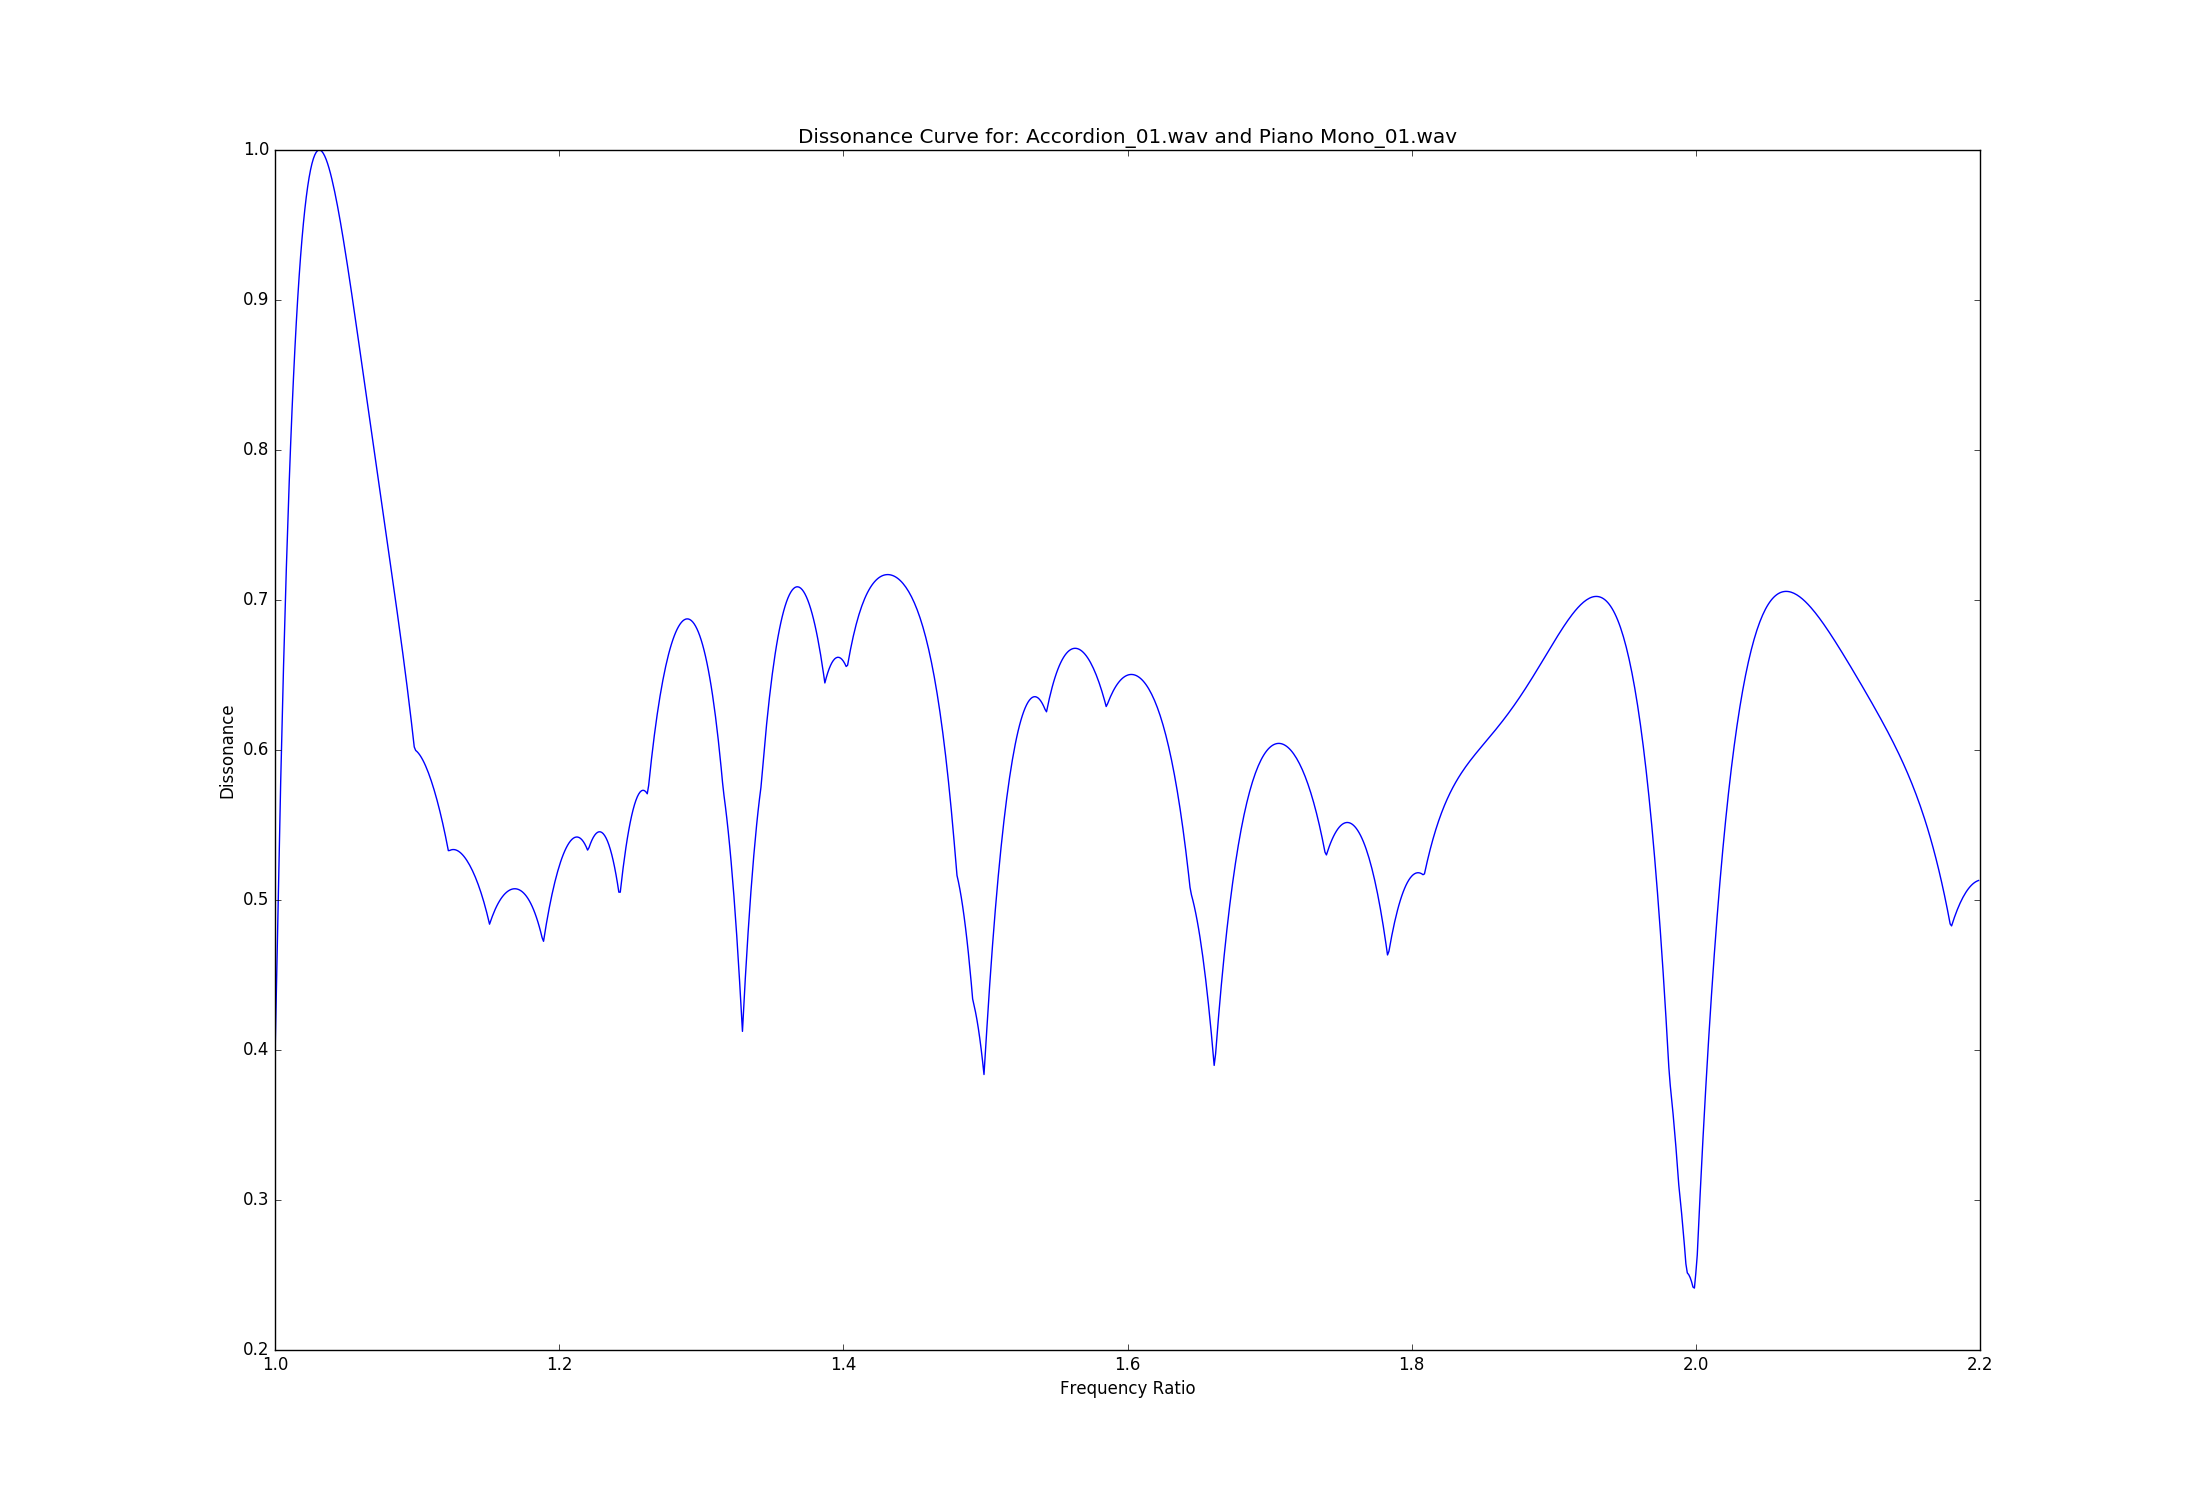 Dissonance Curve for: Accordion_01.wav and Piano Mono_01.wav
1.0
0.9
0.8
0.7
0.6
0.5
0.4
0.3
0.2
Dissonance
1.0 1.2 1.4 1.6 1.8 2.0 2.2
Frequency Ratio